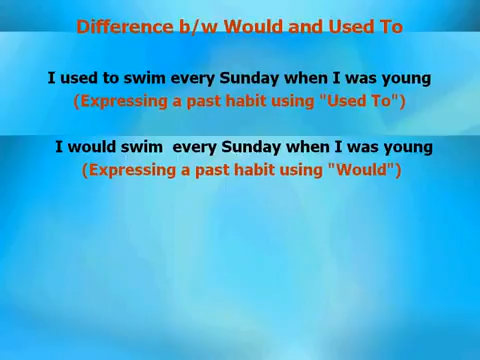 Difference b/w Would and Used To
I used to swim every Sunday when I was young
(Expressing a past habit using "Used To")
I would swim  every Sunday when I was young
(Expressing a past habit using "Would")